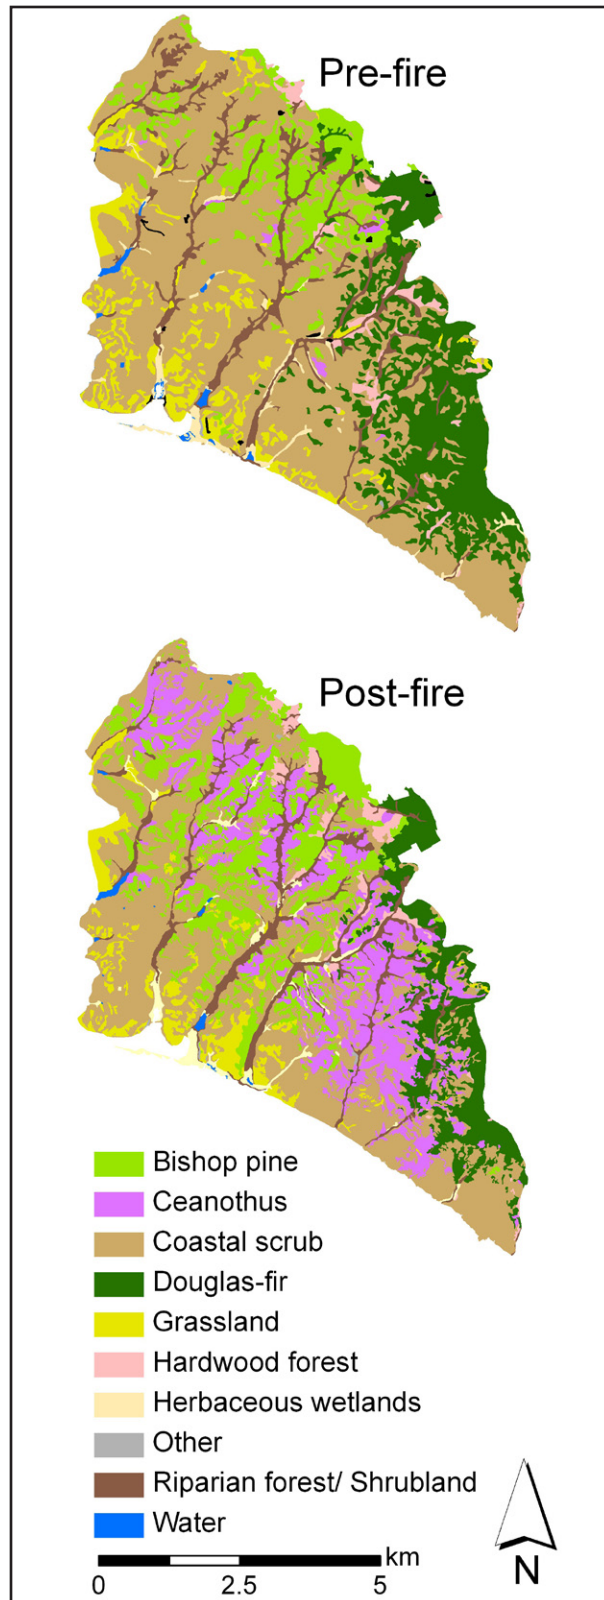 Pre-fire
Post-fire
Bishop pine
Ceanothus
Coastal scrub
Douglas-fir
Grassland
Hardwood forest
Herbaceous wetlands
Other
Riparian forest/ Shrubland
Water
km
0 2.5 5
N